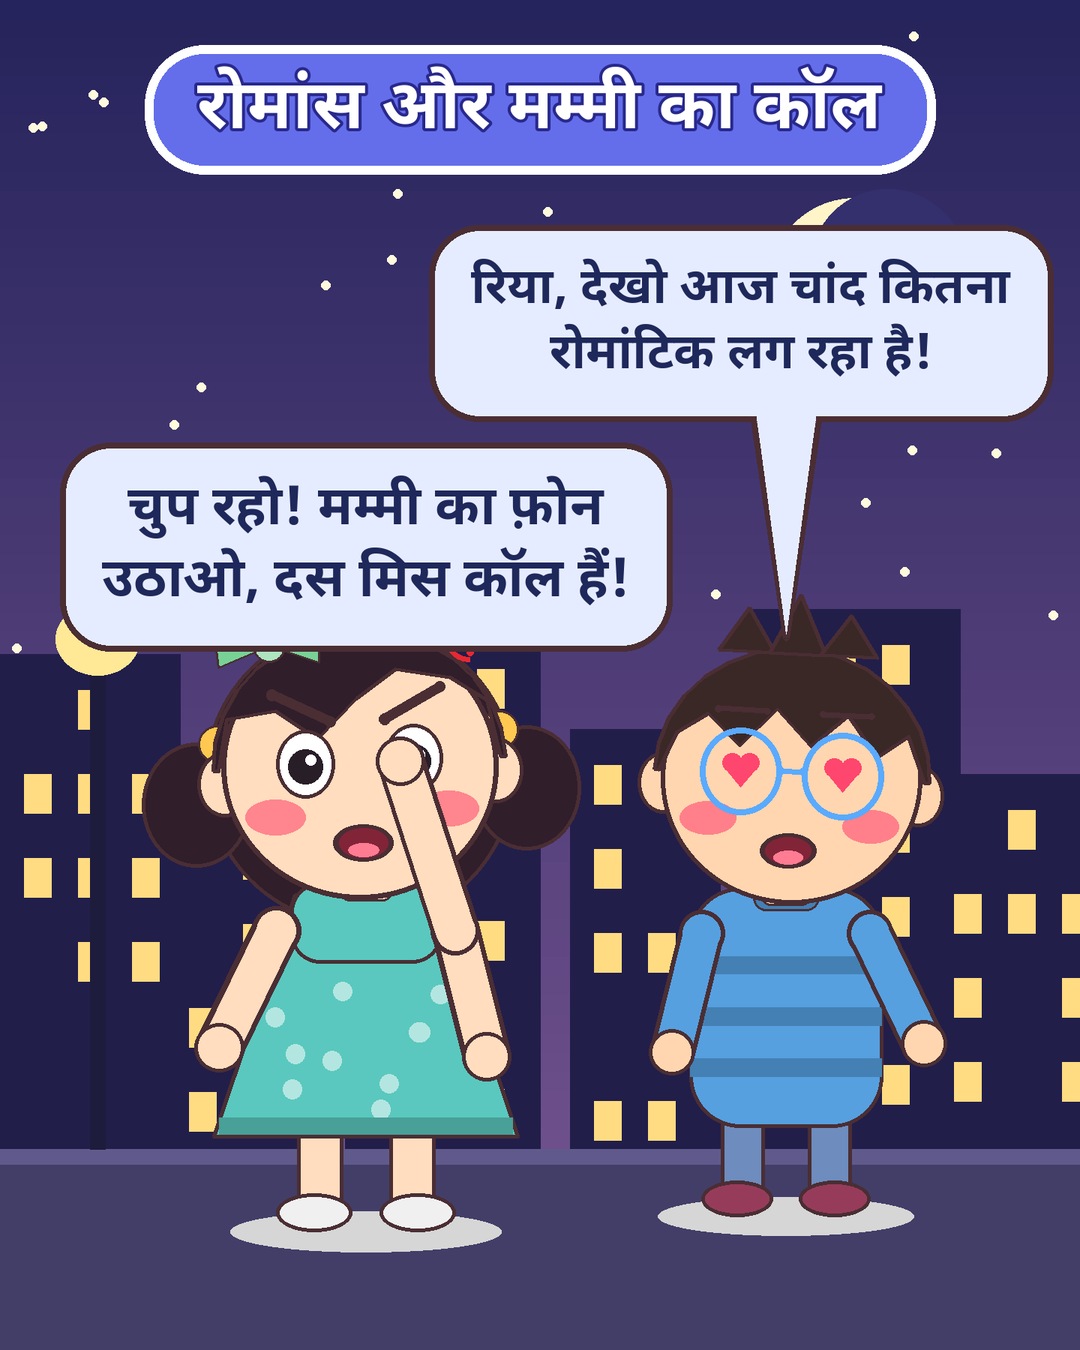 रोमांस और मम्मी का कॉल
रिया, देखो आज चांद कितना
रोमांटिक लग रहा है!
चुप रहो! मम्मी का फ़ोन
उठाओ, दस मिस कॉल हैं!